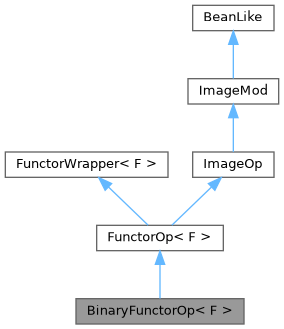 BeanLike
ImageMod
FunctorWrapper< F >
ImageOp
FunctorOp< F >
BinaryFunctorOp< F >